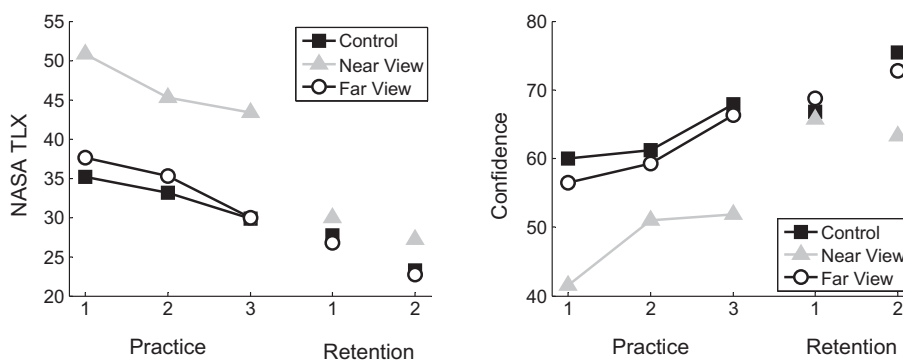 55
50
45
40
35
30
25
20
NASA TLX
Control
Near View
Far View
1 2 3 1 2
Practice Retention
80
70
60
50
40
Confidence
Control
Near View
Far View
1 2 3 1 2
Practice Retention